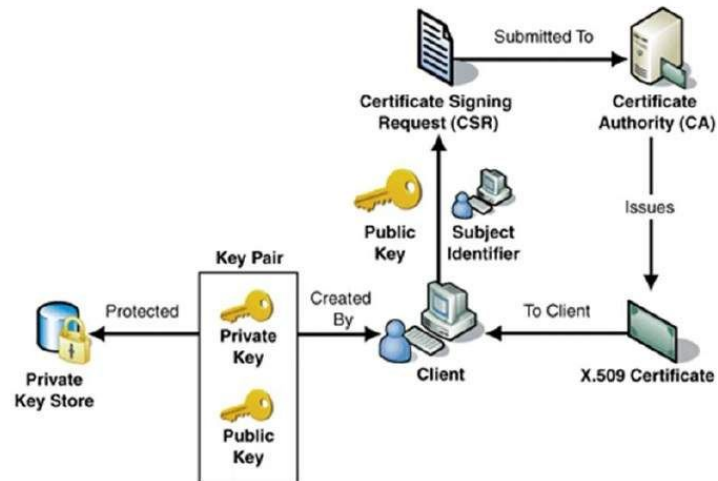 Submitted To
Certificate Signing
Request (CSR)
Certificate
Authority (CA)
Public
Key
Subject
Identifier
Issues
Key Pair
Protected
Private
Key
Created
By
To Client
Private
Key Store
Client
X.509 Certificate
Public
Key